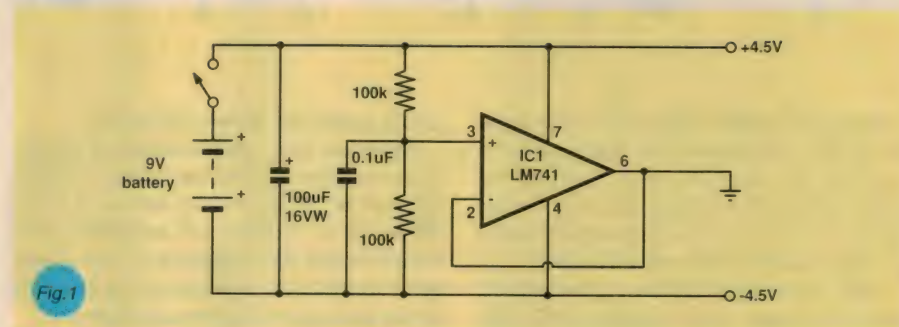 +4.5V
100k
3
+
7
9V
battery
+
+
+
100uF
16VW
0.1uF
IC1
LM741
6
2
-
4
100k
Fig.1
-4.5V